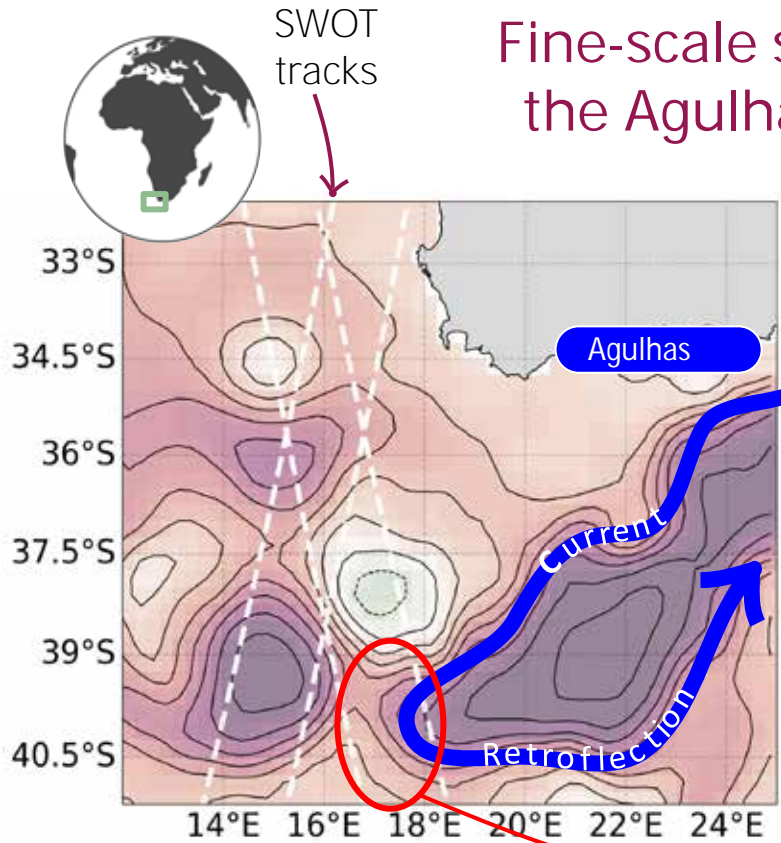 SWOT
tracks
Fine-scale s
the Agulha
33°S
34.5°S
36°S
37.5°S
39°S
40.5°S
Agulhas
Current
Retroflection
14°E 16°E 18°E 20°E 22°E 24°E